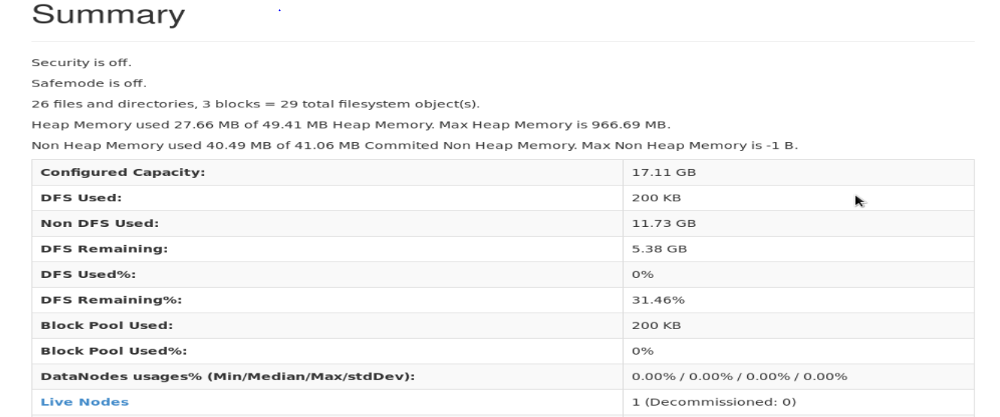 Summary
Security is off.
Safemode is off.
26 files and directories, 3 blocks = 29 total filesystem object(s).
Heap Memory used 27.66 MB of 49.41 MB Heap Memory. Max Heap Memory is 966.69 MB.
Non Heap Memory used 40.49 MB of 41.06 MB Commited Non Heap Memory. Max Non Heap Memory is -1 B.
Configured Capacity: 17.11 GB
DFS Used: 200 KB
Non DFS Used: 11.73 GB
DFS Remaining: 5.38 GB
DFS Used%: 0%
DFS Remaining%: 31.46%
Block Pool Used: 200 KB
Block Pool Used%: 0%
DataNodes usages% (Min/Median/Max/stdDev): 0.00% / 0.00% / 0.00% / 0.00%
Live Nodes 1 (Decommissioned: 0)